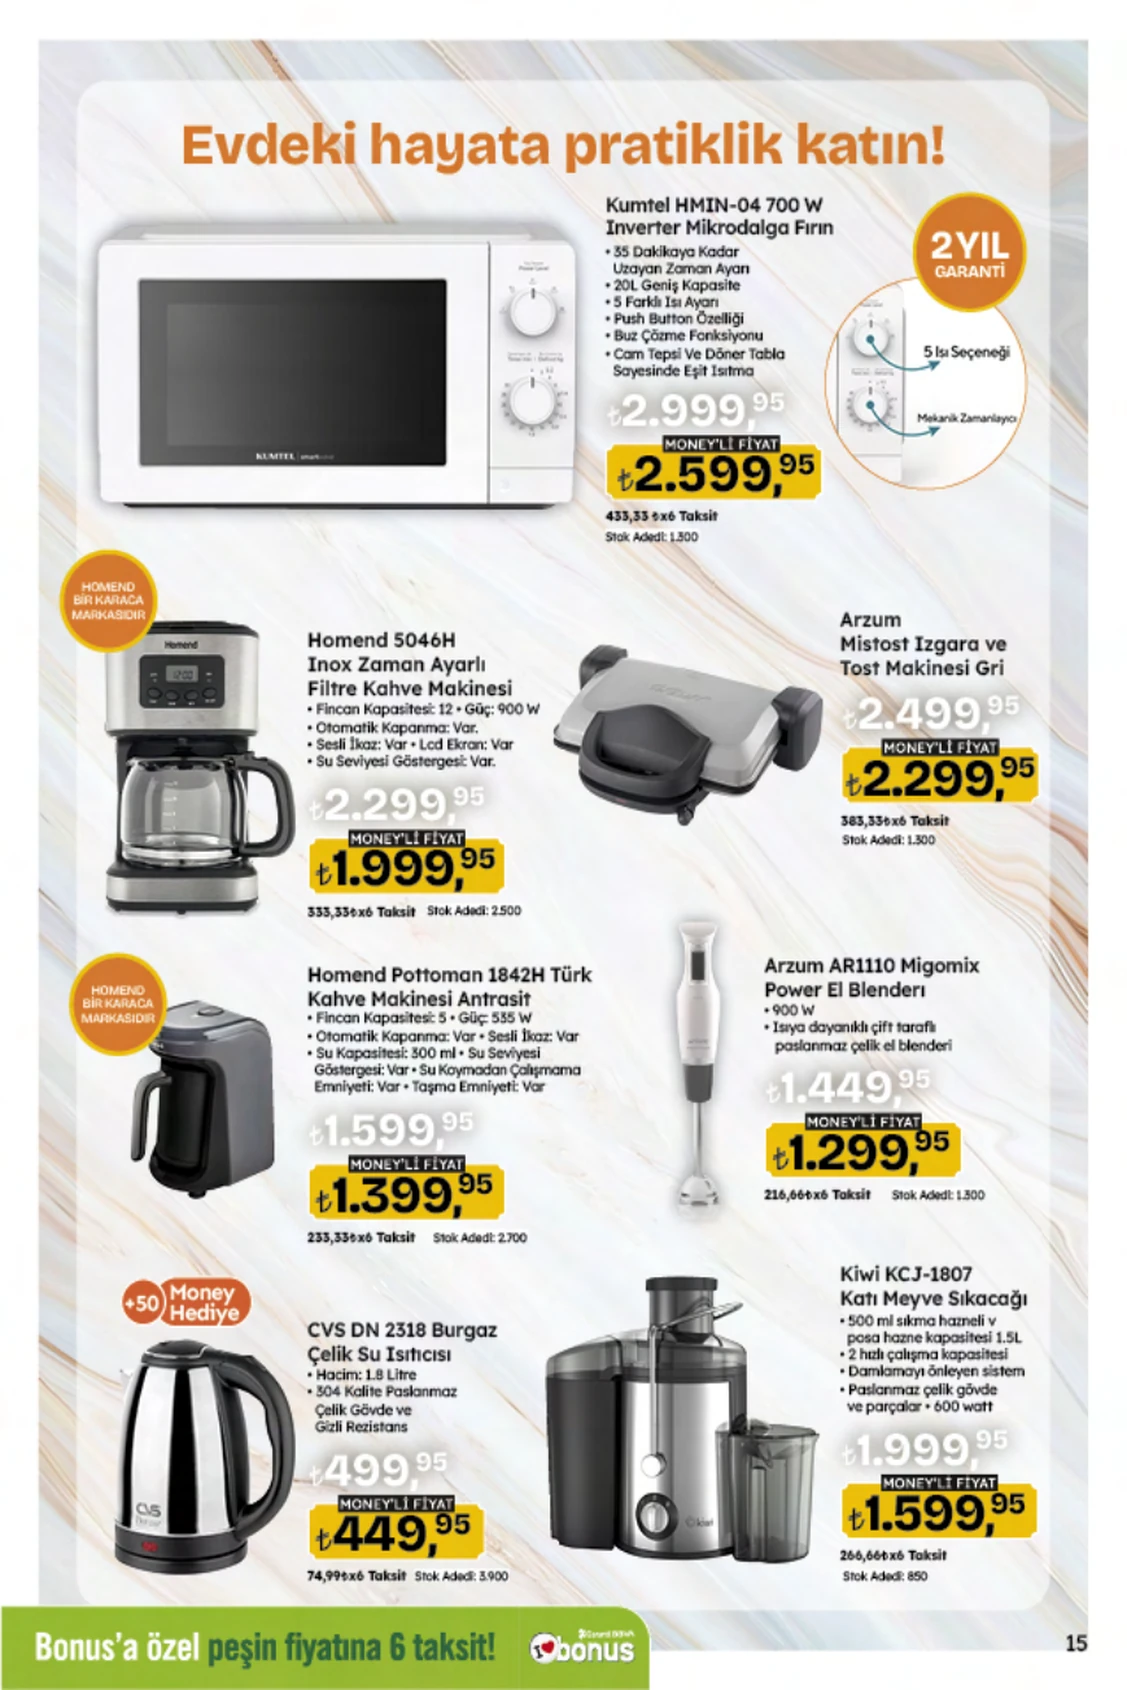 Evdeki hayata pratiklik katın!
Kumtel HMIN-04 700 W
Inverter Mikrodalga Fırın
• 35 Dakikaya Kadar
Uzayan Zaman Ayarı
• 20L Geniş Kapasite
• 5 Farklı Isı Ayarı
• Push Button Özelliği
• Buz Çözme Fonksiyonu
• Cam Tepsi Ve Döner Tabla
Sayesinde Eşit Isıtma
₺2.999,95
MONEY'Lİ FİYAT
₺2.599,95
433,33 ₺x6 Taksit
Stok Adedi: 1.300
2 YIL
GARANTİ
5 Isı Seçeneği
Mekanik Zamanlayıcı
KUMTEL
HOMEND
BİR KARACA
MARKASIDIR
Homend
12:00
Homend 5046H
Inox Zaman Ayarlı
Filtre Kahve Makinesi
• Fincan Kapasitesi: 12 • Güç: 900 W
• Otomatik Kapanma: Var.
• Sesli İkaz: Var • Lcd Ekran: Var
• Su Seviyesi Göstergesi: Var.
₺2.299,95
MONEY'Lİ FİYAT
₺1.999,95
333,33₺x6 Taksit Stok Adedi: 2.500
Arzum
Mistost Izgara ve
Tost Makinesi Gri
₺2.499,95
MONEY'Lİ FİYAT
₺2.299,95
383,33₺x6 Taksit
Stok Adedi: 1.300
HOMEND
BİR KARACA
MARKASIDIR
Homend Pottoman 1842H Türk
Kahve Makinesi Antrasit
• Fincan Kapasitesi: 5 • Güç: 535 W
• Otomatik Kapanma: Var • Sesli İkaz: Var
• Su Kapasitesi: 300 ml • Su Seviyesi
Göstergesi: Var • Su Koymadan Çalışmama
Emniyeti: Var • Taşma Emniyeti: Var
₺1.599,95
MONEY'Lİ FİYAT
₺1.399,95
233,33₺x6 Taksit Stok Adedi: 2.700
Arzum AR1110 Migomix
Power El Blenderı
• 900 W
• Isıya dayanıklı çift taraflı
paslanmaz çelik el blenderi
₺1.449,95
MONEY'Lİ FİYAT
₺1.299,95
216,66₺x6 Taksit Stok Adedi: 1.300
+50 Money
Hediye
CVS
CVS DN 2318 Burgaz
Çelik Su Isıtıcısı
• Hacim: 1.8 Litre
• 304 Kalite Paslanmaz
Çelik Gövde ve
Gizli Rezistans
₺499,95
MONEY'Lİ FİYAT
₺449,95
74,99₺x6 Taksit Stok Adedi: 3.900
kiwi
Kiwi KCJ-1807
Katı Meyve Sıkacağı
• 500 ml sıkma hazneli v
posa hazne kapasitesi 1.5L
• 2 hızlı çalışma kapasitesi
• Damlamayı önleyen sistem
• Paslanmaz çelik gövde
ve parçalar • 600 watt
₺1.999,95
MONEY'Lİ FİYAT
₺1.599,95
266,66₺x6 Taksit
Stok Adedi: 850
Bonus'a özel peşin fiyatına 6 taksit!
Garanti BBVA
I bonus
15